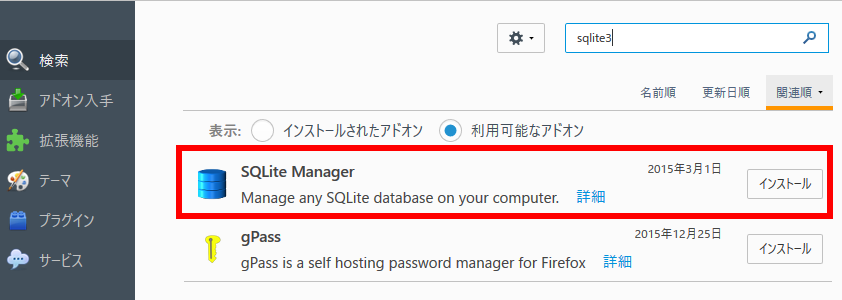 sqlite3
検索
アドオン入手
拡張機能
テーマ
プラグイン
サービス
名前順 更新日順 関連順
表示: インストールされたアドオン 利用可能なアドオン
SQLite Manager 2015年3月1日
Manage any SQLite database on your computer. 詳細 インストール
gPass 2015年12月25日
gPass is a self hosting password manager for Firefox 詳細 インストール